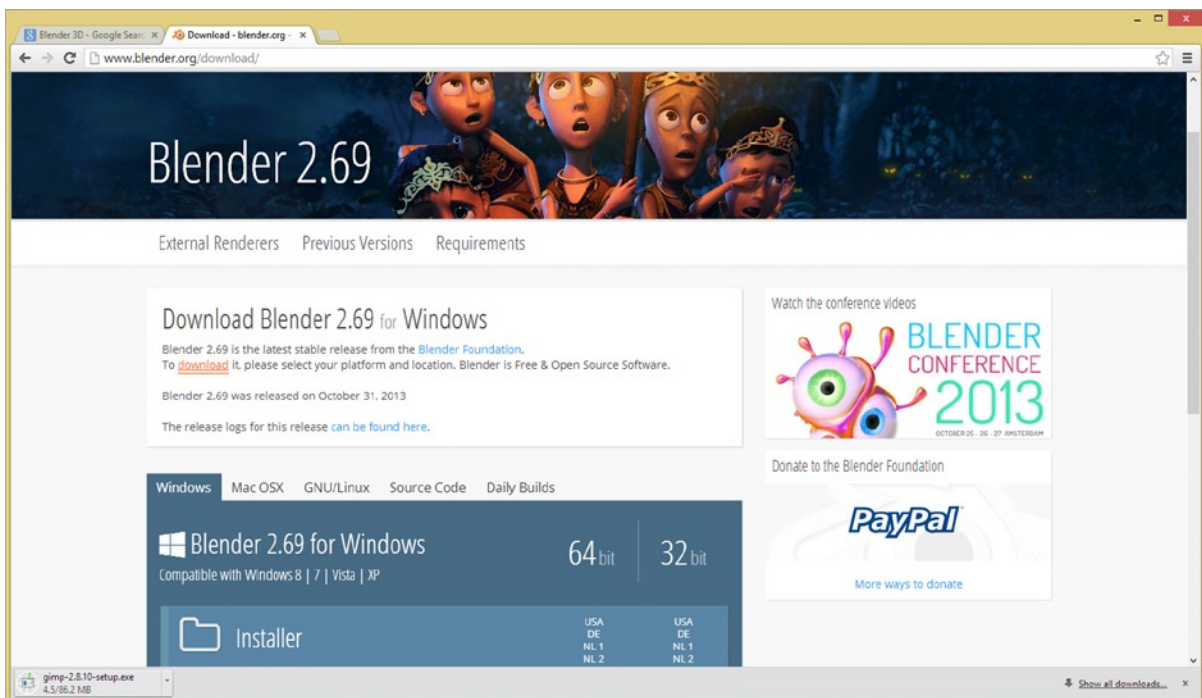 Blender 3D - Google Searc
Download - blender.org -
www.blender.org/download/
Blender 2.69
External Renderers Previous Versions Requirements
Download Blender 2.69 for Windows
Blender 2.69 is the latest stable release from the Blender Foundation.
To download it, please select your platform and location. Blender is Free & Open Source Software.
Blender 2.69 was released on October 31, 2013
The release logs for this release can be found here.
Watch the conference videos
BLENDER
CONFERENCE
2013
OCTOBER 25 - 26 - 27 AMSTERDAM
Donate to the Blender Foundation
PayPal
More ways to donate
Windows Mac OSX GNU/Linux Source Code Daily Builds
Blender 2.69 for Windows 64 bit 32 bit
Compatible with Windows 8 | 7 | Vista | XP
Installer
USA USA
DE DE
NL 1 NL 1
NL 2 NL 2
gimp-2.8.10-setup.exe
4.5/86.2 MB
Show all downloads...